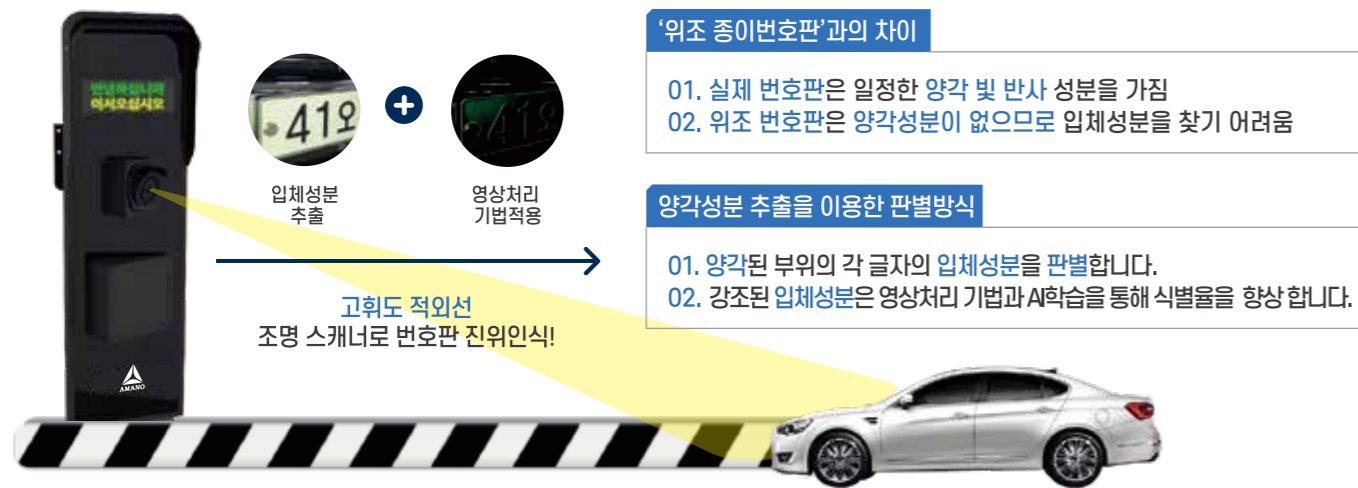 안녕하십니까
어서오십시오
AMANO
41오
입체성분
추출
41오
영상처리
기법적용
고휘도 적외선
조명 스캐너로 번호판 진위인식!
‘위조 종이번호판’과의 차이
01. 실제 번호판은 일정한 양각 빛 반사 성분을 가짐
02. 위조 번호판은 양각성분이 없으므로 입체성분을 찾기 어려움
양각성분 추출을 이용한 판별방식
01. 양각된 부위의 각 글자의 입체성분을 판별합니다.
02. 강조된 입체성분은 영상처리 기법과 AI학습을 통해 식별율을 향상 합니다.